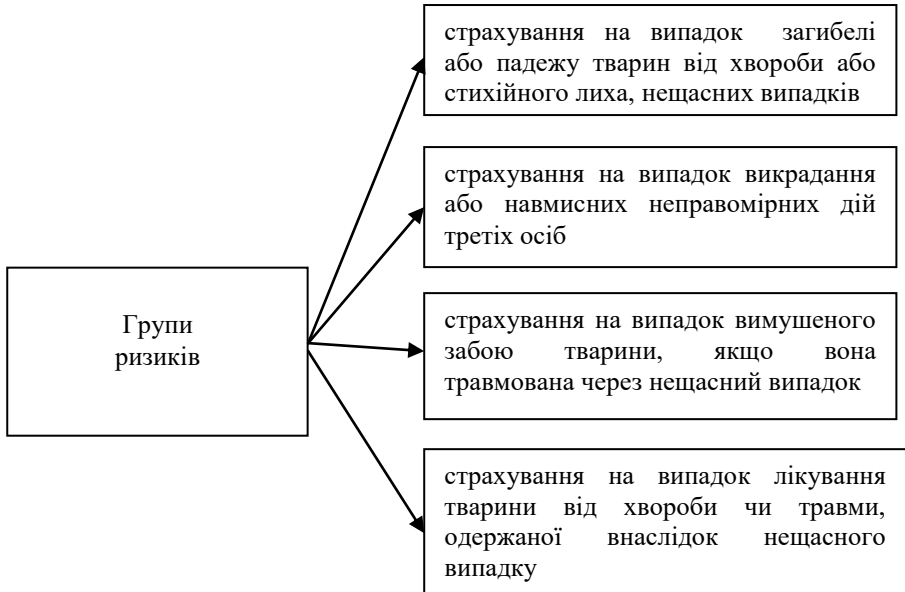 страхування на випадок загибелі
або падежу тварин від хвороби або
стихійного лиха, нещасних випадків
страхування на випадок викрадання
або навмисних неправомірних дій
третіх осіб
Групи
ризиків
страхування на випадок вимушеного
забою тварини, якщо вона
травмована через нещасний випадок
страхування на випадок лікування
тварини від хвороби чи травми,
одержаної внаслідок нещасного
випадку